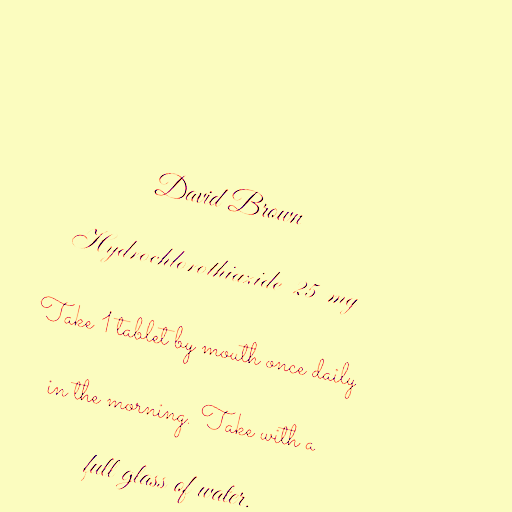 David Brown
Hydrochlorothiazide 25 mg
Take 1 tablet by mouth once daily
in the morning. Take with a
full glass of water.